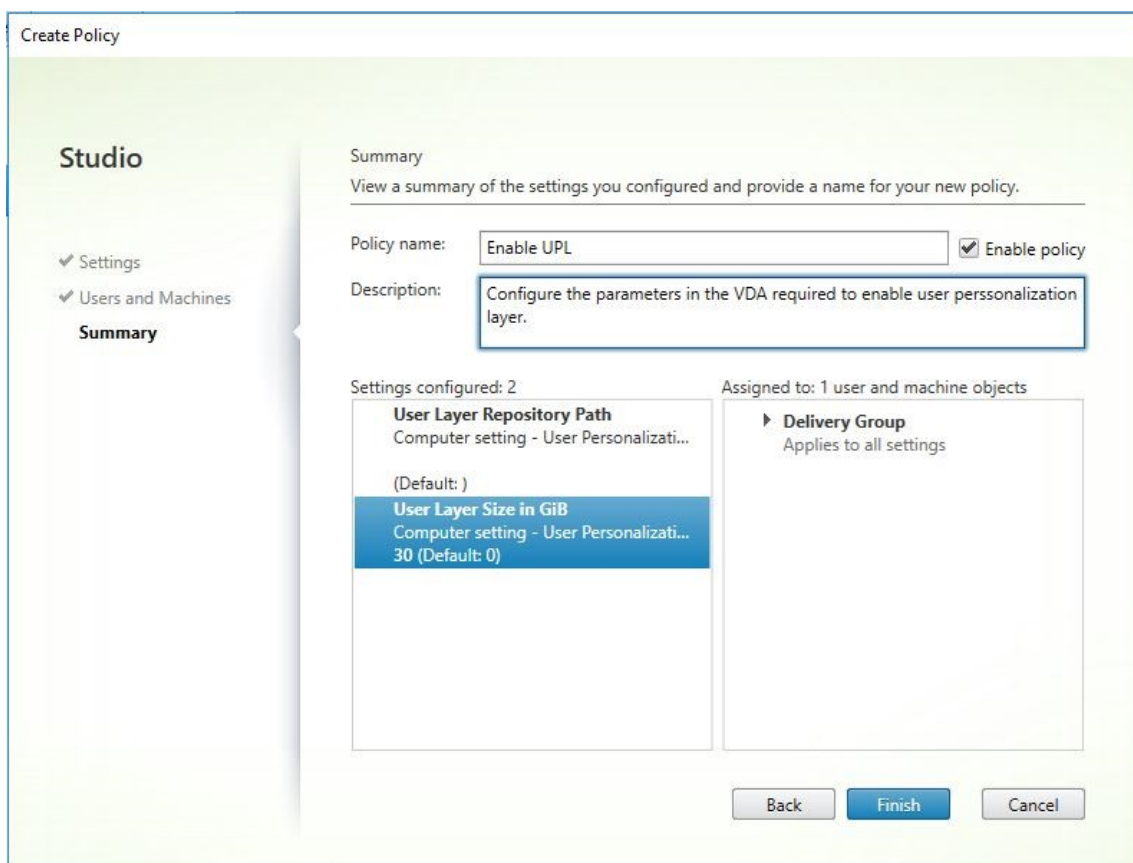 Create Policy
Studio
Settings
Users and Machines
Summary
Summary
View a summary of the settings you configured and provide a name for your new policy.
Policy name:
Enable UPL
Enable policy
Description:
Configure the parameters in the VDA required to enable user perssonalization
layer.
Settings configured: 2
User Layer Repository Path
Computer setting - User Personalizati...
(Default: )
User Layer Size in GiB
Computer setting - User Personalizati...
30 (Default: 0)
Assigned to: 1 user and machine objects
Delivery Group
Applies to all settings
Back
Finish
Cancel